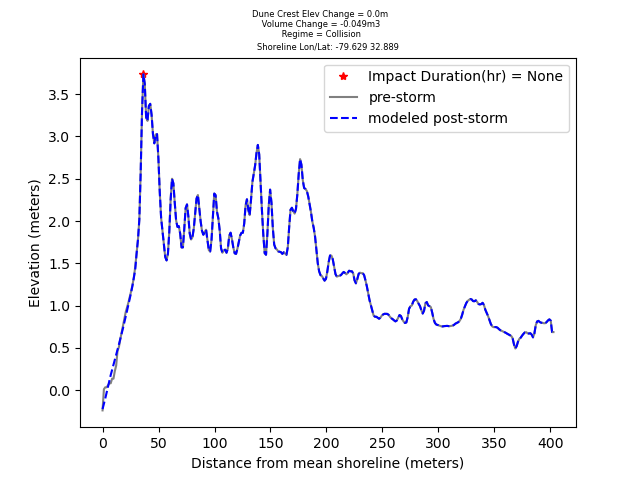 Dune Crest Elev Change = 0.0m
Volume Change = -0.049m3
Regime = Collision
Shoreline Lon/Lat: -79.629 32.889
Impact Duration(hr) = None
pre-storm
modeled post-storm
Elevation (meters)
3.5
3.0
2.5
2.0
1.5
1.0
0.5
0.0
0 50 100 150 200 250 300 350 400
Distance from mean shoreline (meters)